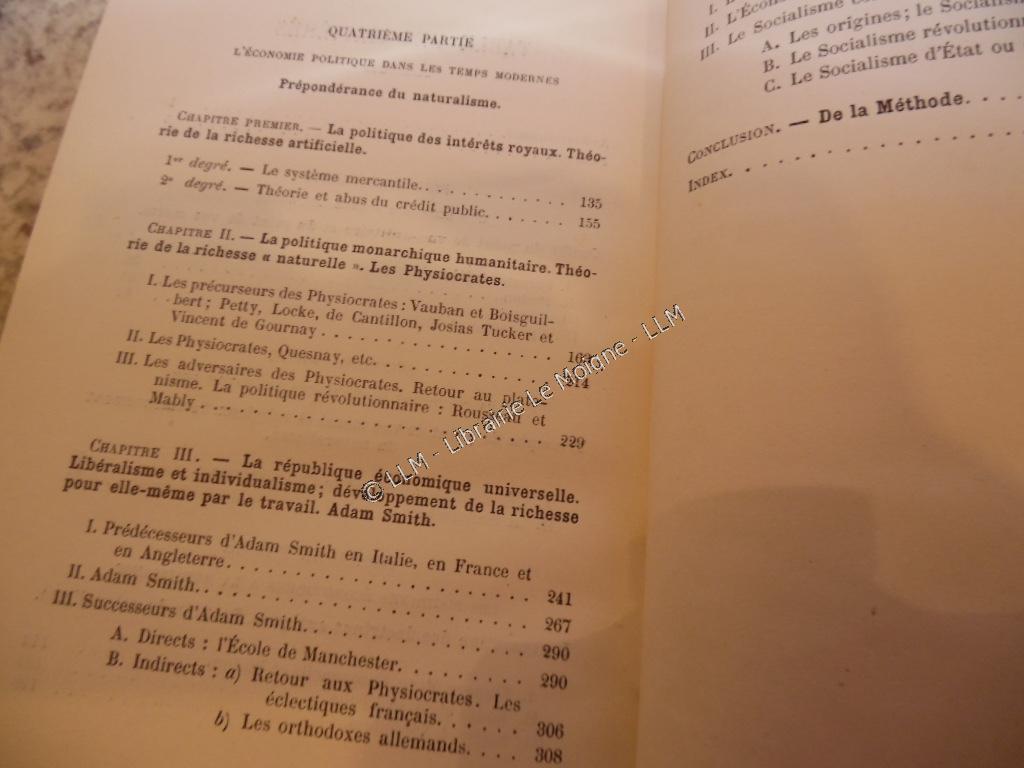 QUATRIÈME PARTIE
L'ÉCONOMIE POLITIQUE DANS LES TEMPS MODERNES
Prépondérance du naturalisme.
CHAPITRE PREMIER. — La politique des intérêts royaux. Théo-
rie de la richesse artificielle.
1er degré. — Le système mercantile. . . . . . . . . . . 135
2e degré. — Théorie et abus du crédit public. . . . . . . 155
CHAPITRE II. — La politique monarchique humanitaire. Théo-
rie de la richesse « naturelle ». Les Physiocrates.
I. Les précurseurs des Physiocrates : Vauban et Boisguil-
bert ; Petty, Locke, de Cantillon, Josias Tucker et
Vincent de Gournay . . . . . . . . . . . . . . .
II. Les Physiocrates, Quesnay, etc. . . . . . . . . . . . 214
III. Les adversaires des Physiocrates. Retour au
nisme. La politique révolutionnaire : Rousseau et
Mably . . . . . . . . . . . . . . . . . . . . 229
CHAPITRE III. — La république économique universelle.
Libéralisme et individualisme ; développement de la richesse
pour elle-même par le travail. Adam Smith.
I. Prédécesseurs d'Adam Smith en Italie, en France et
en Angleterre. . . . . . . . . . . . . . . . . . 241
II. Adam Smith. . . . . . . . . . . . . . . . . . . 267
III. Successeurs d'Adam Smith. . . . . . . . . . . . . 290
A. Directs : l'École de Manchester. . . . . . . . . 290
B. Indirects : a) Retour aux Physiocrates. Les
éclectiques français. . . . . . 306
b) Les orthodoxes allemands. . . . 308
I.
II. L'Écono
III. Le Socialisme
A. Les origines ; le Socialisme
B. Le Socialisme révolutionn
C. Le Socialisme d'État ou
CONCLUSION. — De la Méthode. . . . .
INDEX. . . . . . . . . . . . . . . . .
© LLM - Librairie Le Moigne - LLM